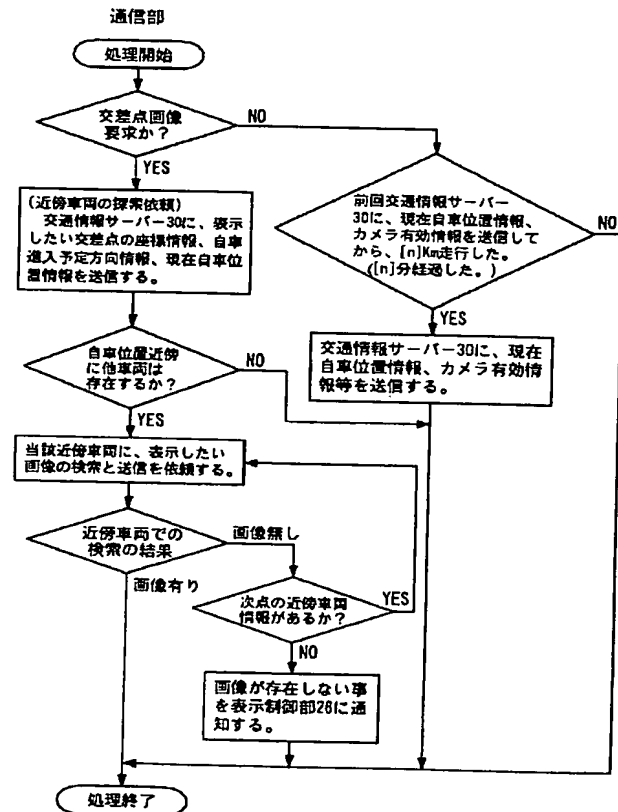 通信部
処理開始
交差点画像
要求か？
NO
YES
(近傍車両の探索依頼)
交通情報サーバー30に、表示
したい交差点の座標情報、自車
進入予定方向情報、現在自車位
置情報を送信する。
前回交通情報サーバー
30に、現在自車位置情報、
カメラ有効情報を送信して
から、[n]Km走行した。
([n]分経過した。)
NO
YES
交通情報サーバー30に、現在
自車位置情報、カメラ有効情
報等を送信する。
自車位置近傍
に他車両は
存在するか？
NO
YES
当該近傍車両に、表示したい
画像の検索と送信を依頼する。
近傍車両での
検索の結果
画像無し
画像有り
次点の近傍車両
情報があるか？
YES
NO
画像が存在しない事
を表示制御部26に通
知する。
処理終了